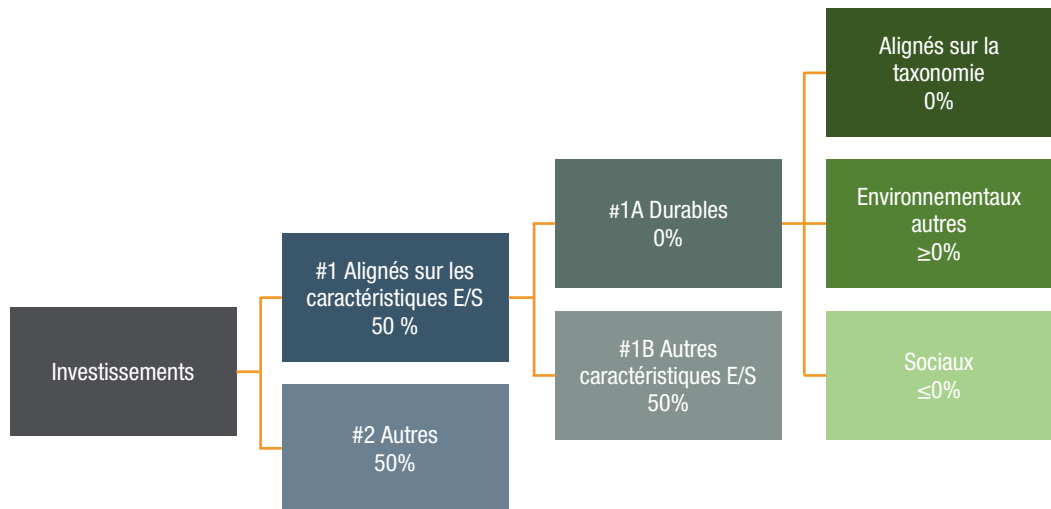 Investissements
#1 Alignés sur les
caractéristiques E/S
50 %
#2 Autres
50%
#1A Durables
0%
#1B Autres
caractéristiques E/S
50%
Alignés sur la
taxonomie
0%
Environnementaux
autres
≥0%
Sociaux
≤0%